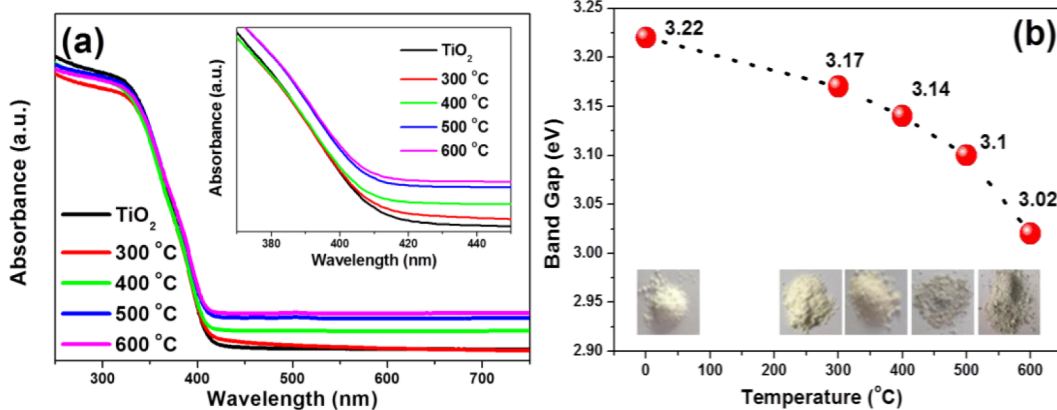 (a)
Absorbance (a.u.)
TiO₂
300 °C
400 °C
500 °C
600 °C
300 400 500 600 700
Wavelength (nm)
Absorbance (a.u.)
TiO₂
300 °C
400 °C
500 °C
600 °C
380 400 420 440
Wavelength (nm)
(b)
Band Gap (eV)
3.20
3.15
3.10
3.05
3.00
2.95
2.90
3.22
3.17
3.14
3.1
3.02
0 100 200 300 400 500 600
Temperature (°C)